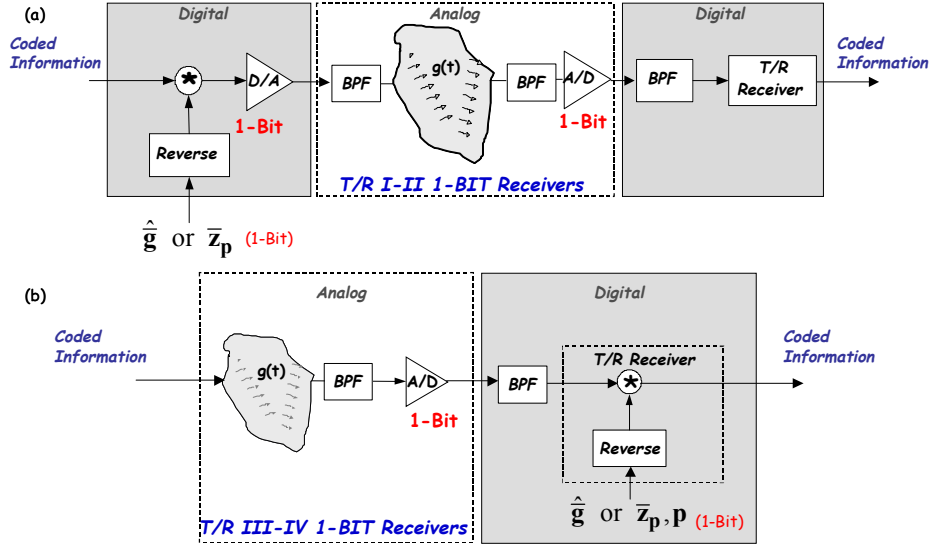 (a)
Digital
Analog
Digital
Coded
Information
*
D/A
1-Bit
Reverse
BPF
g(t)
BPF
A/D
1-Bit
T/R I-II 1-BIT Receivers
BPF
T/R
Receiver
Coded
Information
ĝ̄ or z̄ₚ (1-Bit)
(b)
Analog
Digital
Coded
Information
g(t)
BPF
A/D
1-Bit
T/R III-IV 1-BIT Receivers
BPF
T/R Receiver
*
Reverse
Coded
Information
ĝ̄ or z̄ₚ, p (1-Bit)